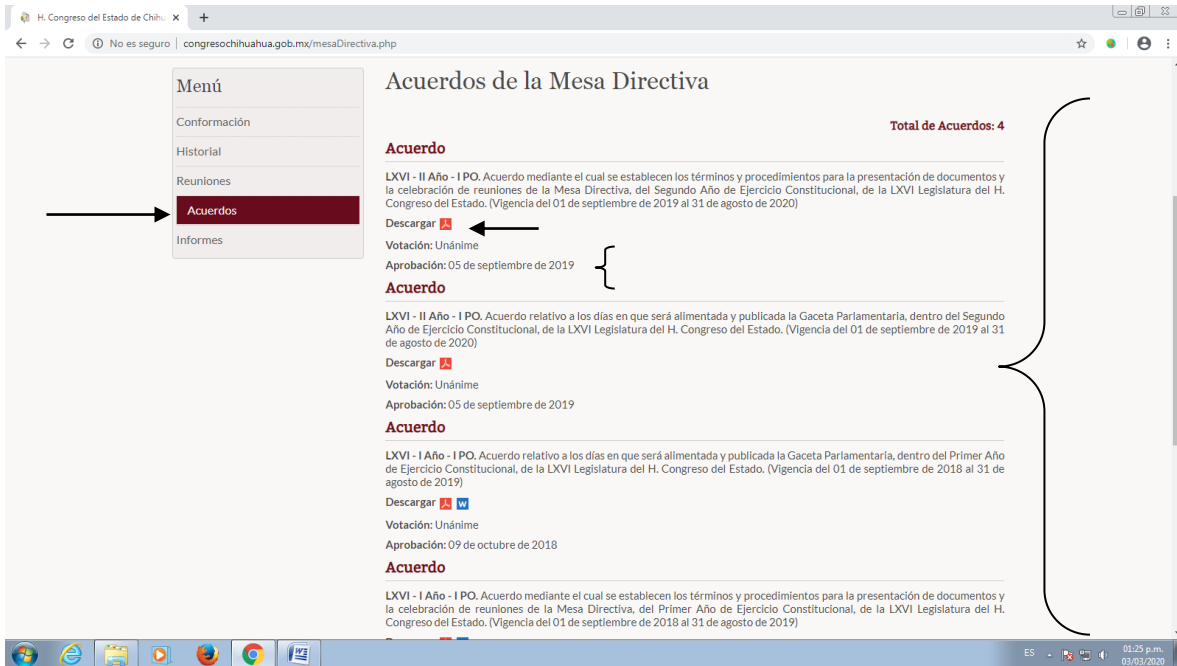 H. Congreso del Estado de Chihu
No es seguro | congresochihuahua.gob.mx/mesaDirectiva.php
Menú
Conformación
Historial
Reuniones
Acuerdos
Informes
Acuerdos de la Mesa Directiva
Total de Acuerdos: 4
Acuerdo
LXVI - II Año - I PO. Acuerdo mediante el cual se establecen los términos y procedimientos para la presentación de documentos y
la celebración de reuniones de la Mesa Directiva, del Segundo Año de Ejercicio Constitucional, de la LXVI Legislatura del H.
Congreso del Estado. (Vigencia del 01 de septiembre de 2019 al 31 de agosto de 2020)
Descargar
Votación: Unánime
Aprobación: 05 de septiembre de 2019
Acuerdo
LXVI - II Año - I PO. Acuerdo relativo a los días en que será alimentada y publicada la Gaceta Parlamentaria, dentro del Segundo
Año de Ejercicio Constitucional, de la LXVI Legislatura del H. Congreso del Estado. (Vigencia del 01 de septiembre de 2019 al 31
de agosto de 2020)
Descargar
Votación: Unánime
Aprobación: 05 de septiembre de 2019
Acuerdo
LXVI - I Año - I PO. Acuerdo relativo a los días en que será alimentada y publicada la Gaceta Parlamentaria, dentro del Primer Año
de Ejercicio Constitucional, de la LXVI Legislatura del H. Congreso del Estado. (Vigencia del 01 de septiembre de 2018 al 31 de
agosto de 2019)
Descargar W
Votación: Unánime
Aprobación: 09 de octubre de 2018
Acuerdo
LXVI - I Año - I PO. Acuerdo mediante el cual se establecen los términos y procedimientos para la presentación de documentos y
la celebración de reuniones de la Mesa Directiva, del Primer Año de Ejercicio Constitucional, de la LXVI Legislatura del H.
Congreso del Estado. (Vigencia del 01 de septiembre de 2018 al 31 de agosto de 2019)
ES
01:25 p.m.
03/03/2020